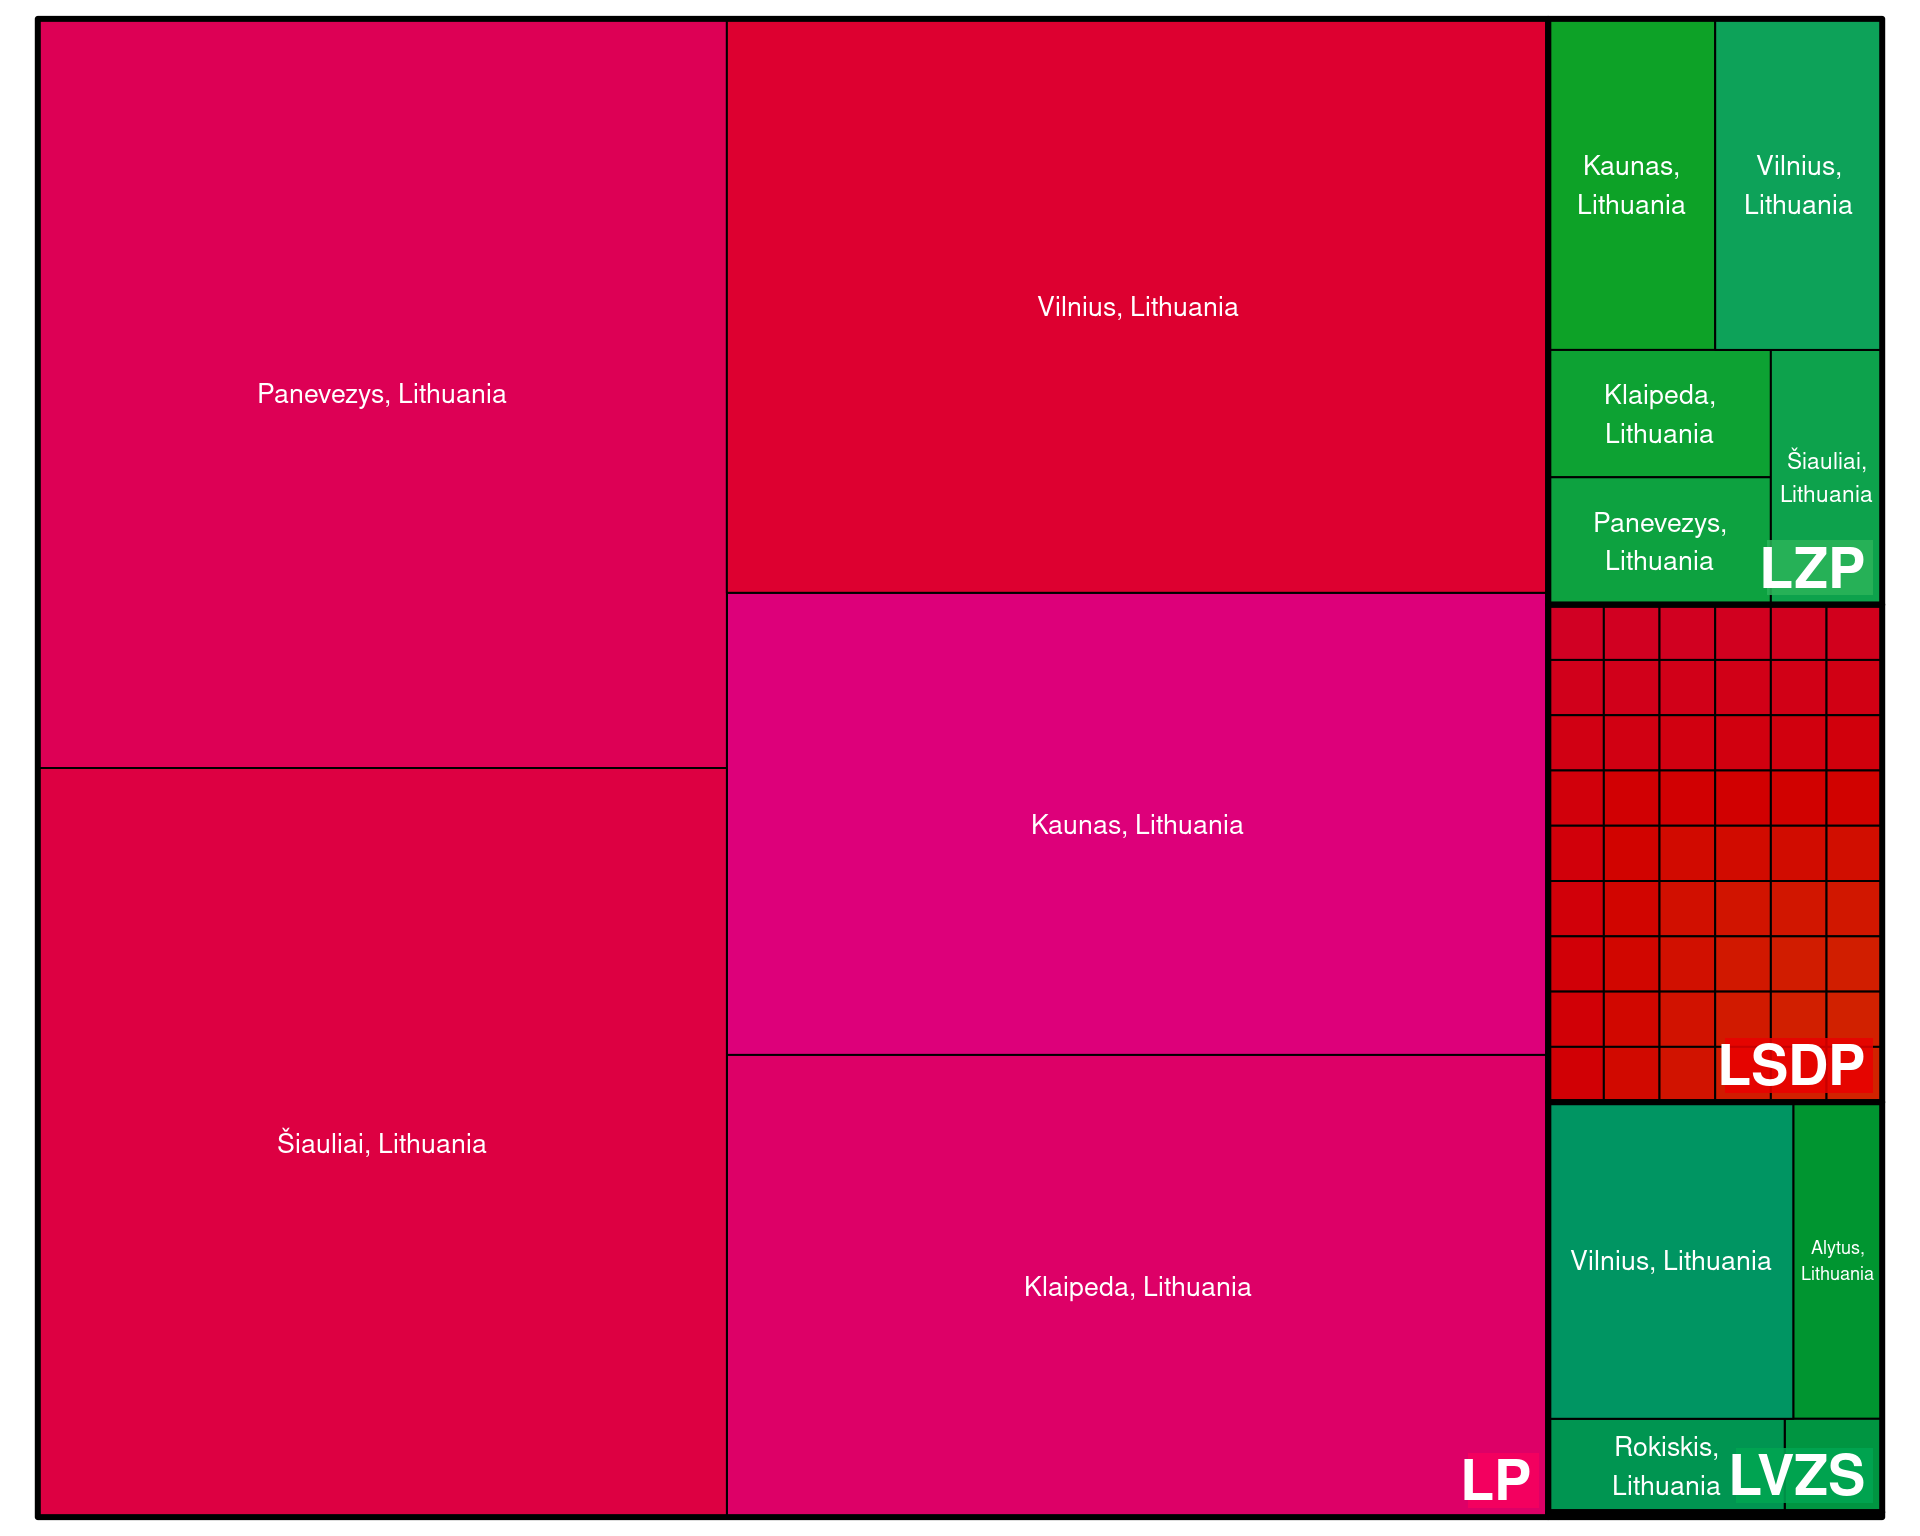 Panevezys, Lithuania
Šiauliai, Lithuania
Vilnius, Lithuania
Kaunas, Lithuania
Klaipeda, Lithuania
LP
Kaunas,
Lithuania
Vilnius,
Lithuania
Klaipeda,
Lithuania
Panevezys,
Lithuania
Šiauliai,
Lithuania
LZP
LSDP
Vilnius, Lithuania
Alytus,
Lithuania
Rokiskis,
Lithuania
LVZS